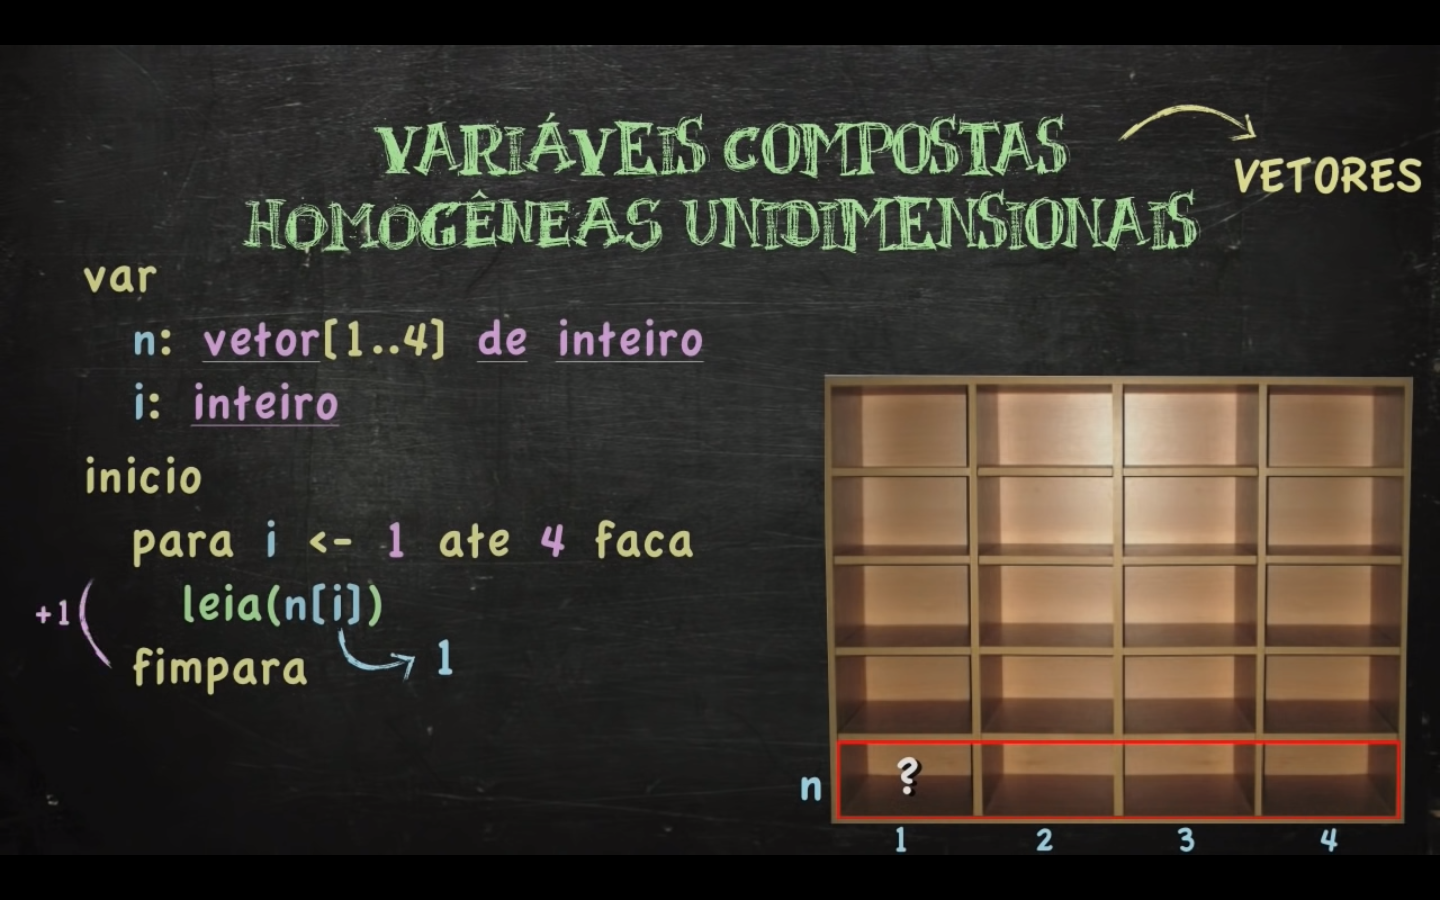 VARIÁVEIS COMPOSTAS
HOMOGÊNEAS UNIDIMENSIONAIS
VETORES
var
n: vetor[1..4] de inteiro
i: inteiro
inicio
para i <- 1 ate 4 faca
+1
leia(n[i])
1
fimpara
n
?
1 2 3 4